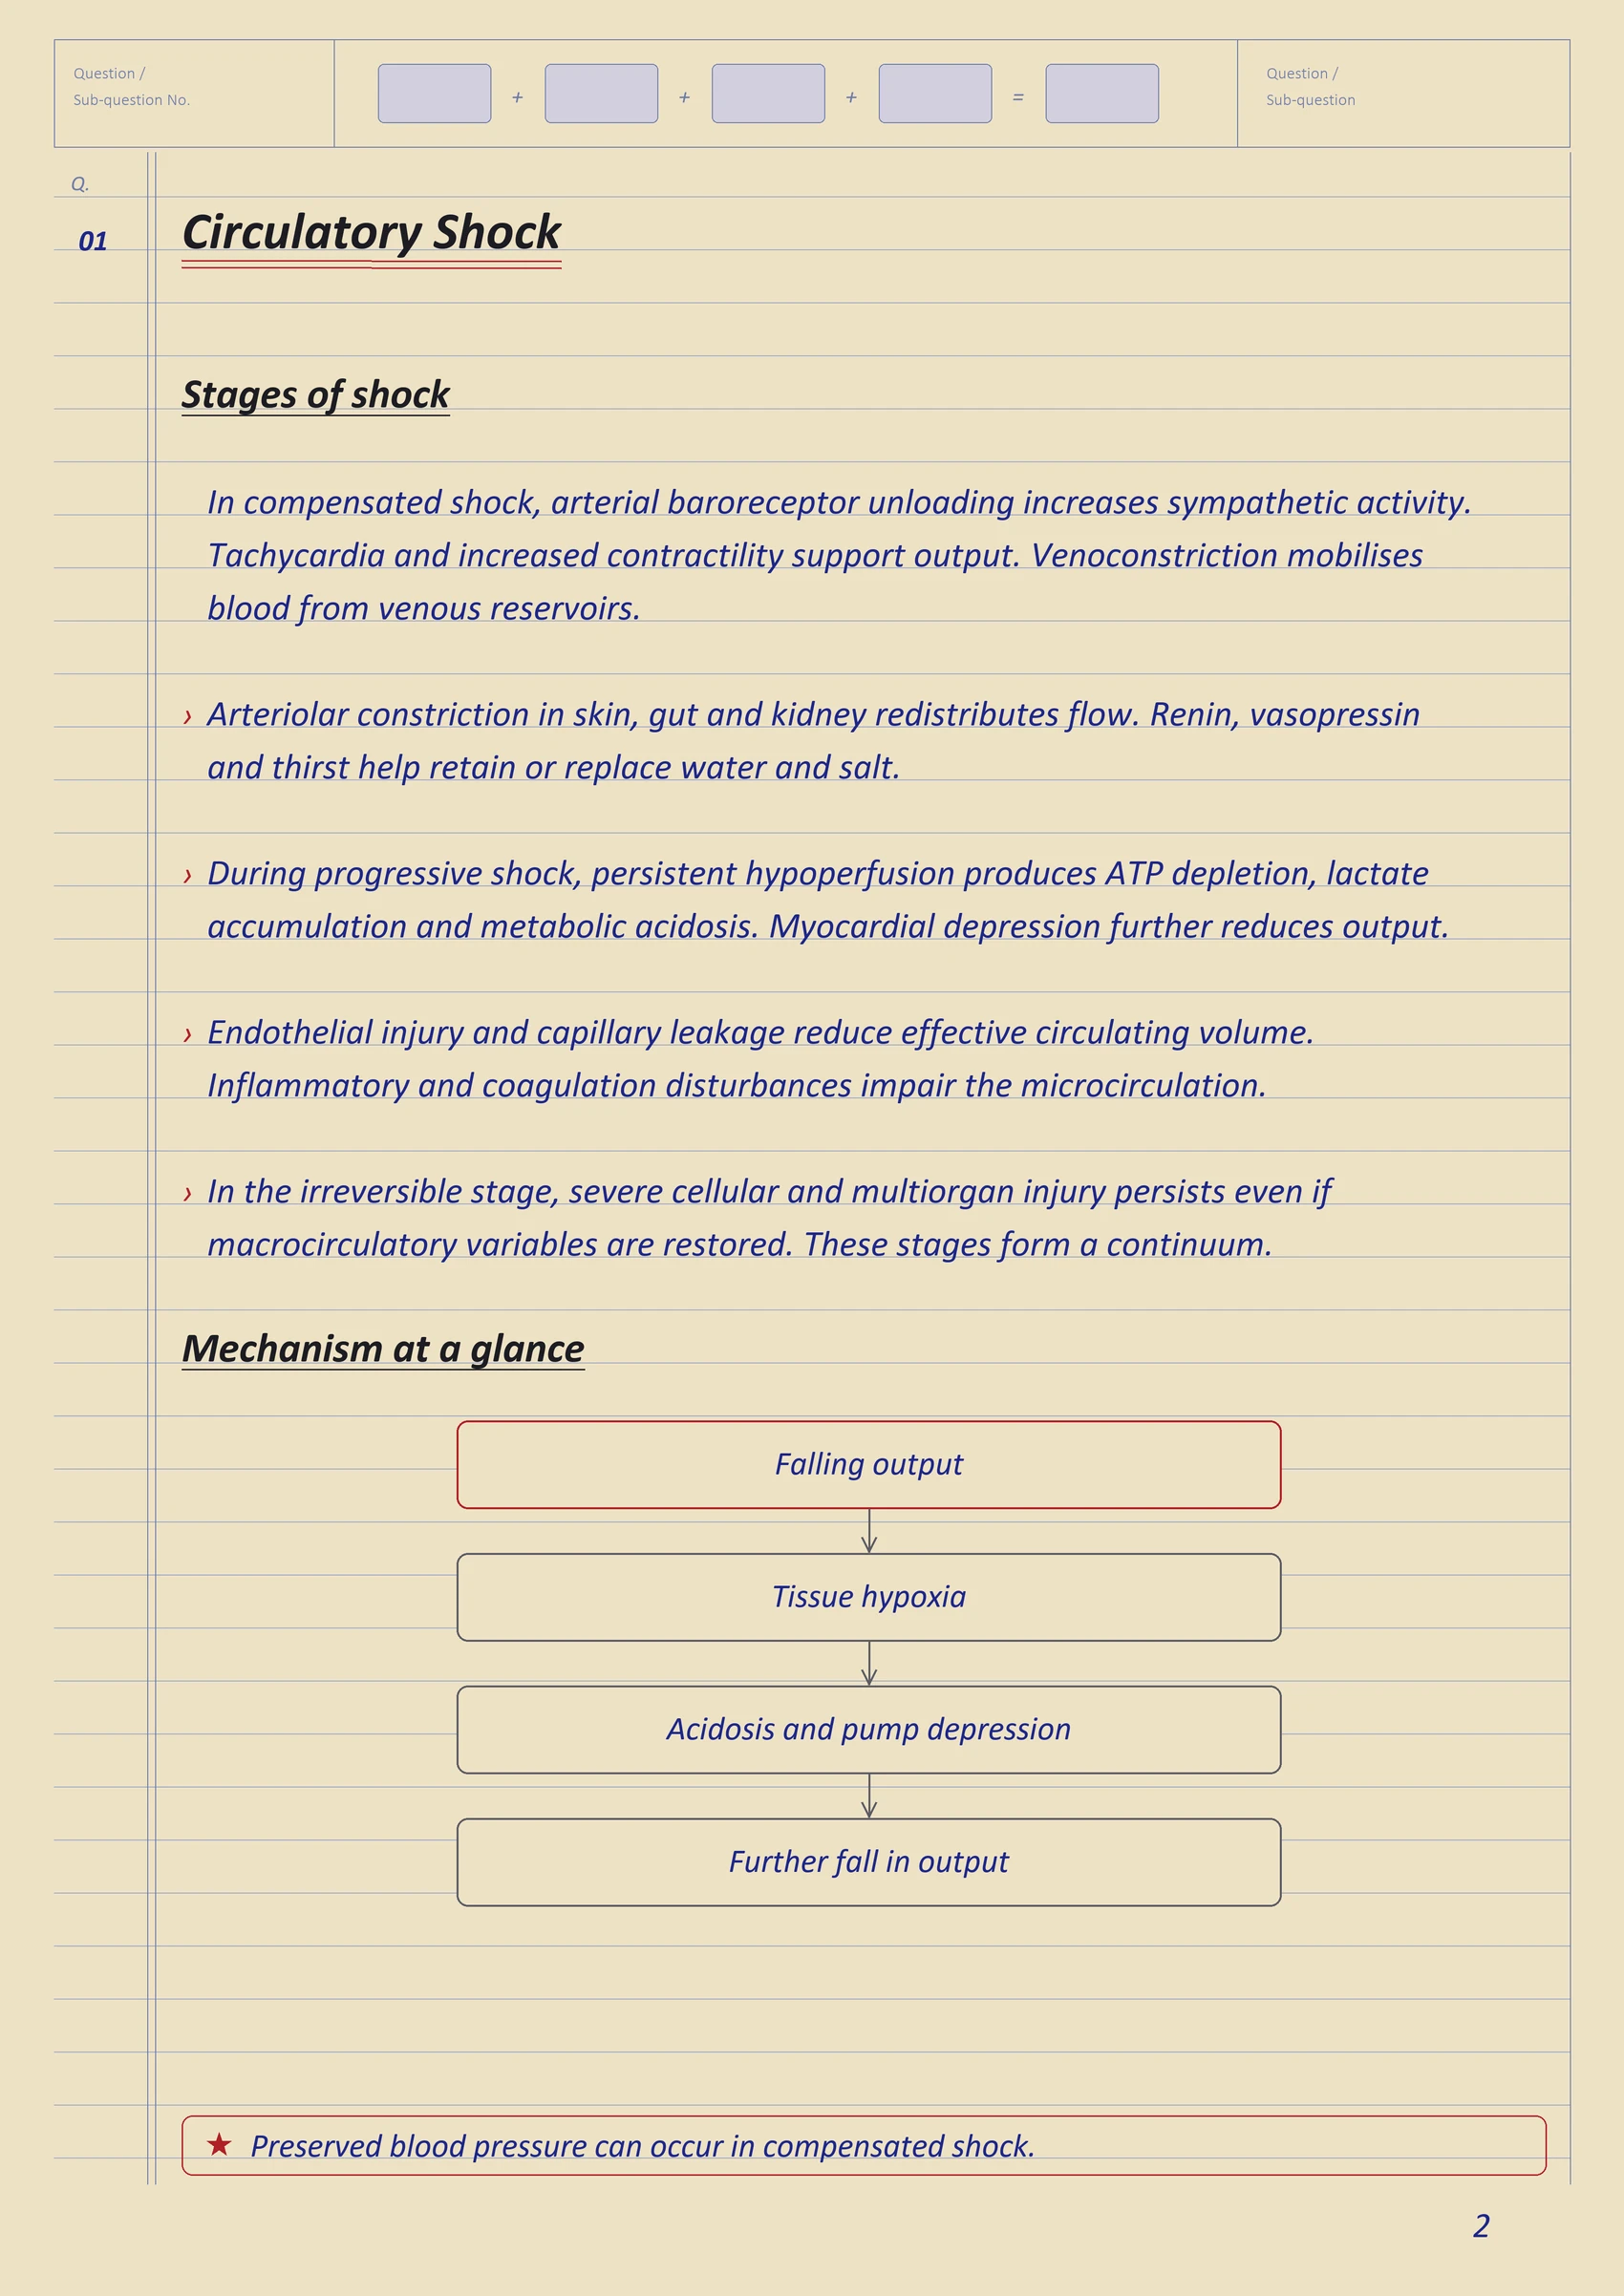 Question /
Sub-question No.
+ + + =
Question /
Sub-question
Q.
01
Circulatory Shock
Stages of shock
In compensated shock, arterial baroreceptor unloading increases sympathetic activity.
Tachycardia and increased contractility support output. Venoconstriction mobilises
blood from venous reservoirs.
› Arteriolar constriction in skin, gut and kidney redistributes flow. Renin, vasopressin
and thirst help retain or replace water and salt.
› During progressive shock, persistent hypoperfusion produces ATP depletion, lactate
accumulation and metabolic acidosis. Myocardial depression further reduces output.
› Endothelial injury and capillary leakage reduce effective circulating volume.
Inflammatory and coagulation disturbances impair the microcirculation.
› In the irreversible stage, severe cellular and multiorgan injury persists even if
macrocirculatory variables are restored. These stages form a continuum.
Mechanism at a glance
Falling output
Tissue hypoxia
Acidosis and pump depression
Further fall in output
★ Preserved blood pressure can occur in compensated shock.
2